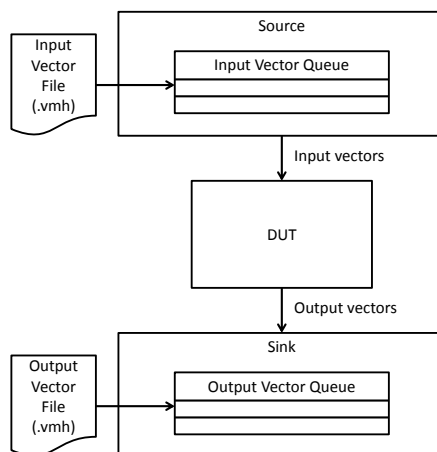 Input
Vector
File
(.vmh)
Source
Input Vector Queue
Input vectors
DUT
Output vectors
Output
Vector
File
(.vmh)
Sink
Output Vector Queue